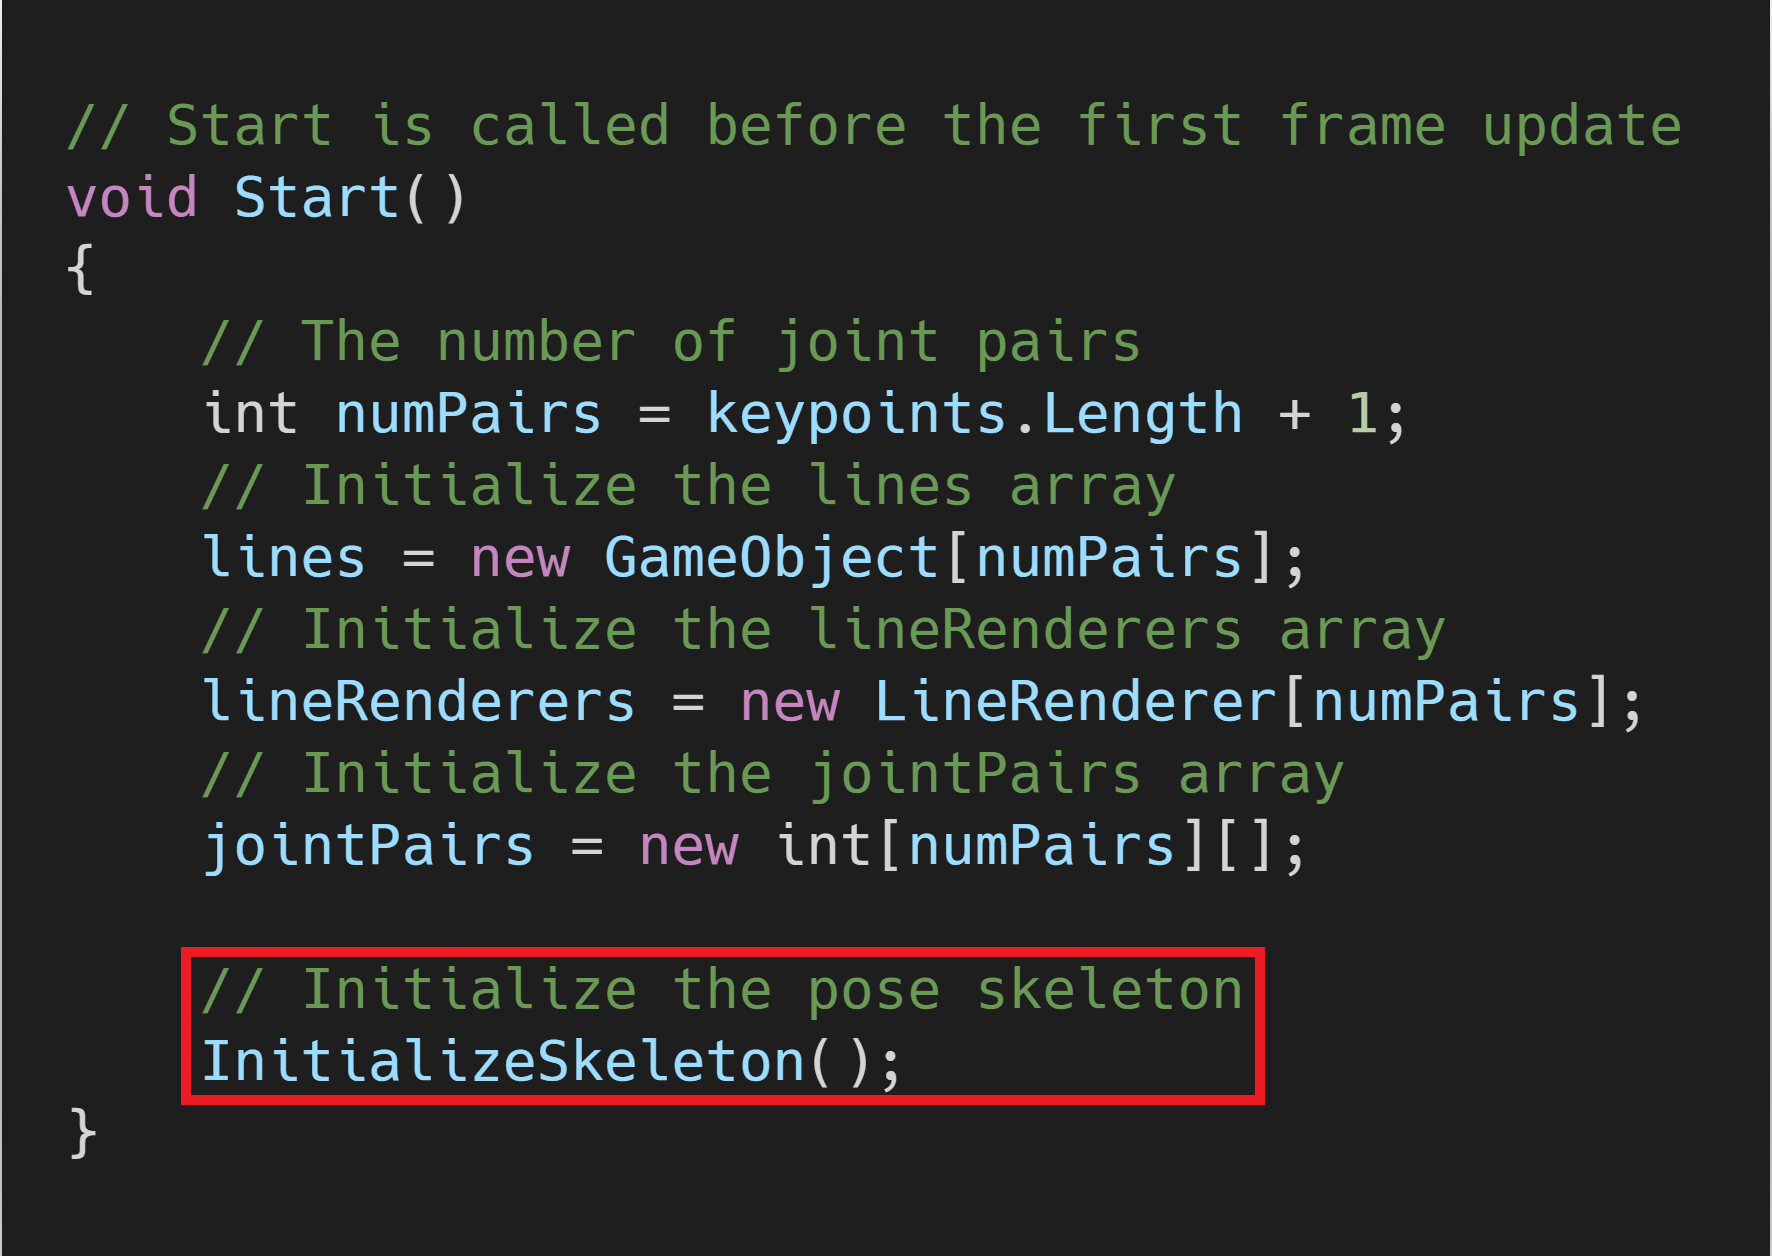 // Start is called before the first frame update
void Start()
{
    // The number of joint pairs
    int numPairs = keypoints.Length + 1;
    // Initialize the lines array
    lines = new GameObject[numPairs];
    // Initialize the lineRenderers array
    lineRenderers = new LineRenderer[numPairs];
    // Initialize the jointPairs array
    jointPairs = new int[numPairs][];

    // Initialize the pose skeleton
    InitializeSkeleton();
}